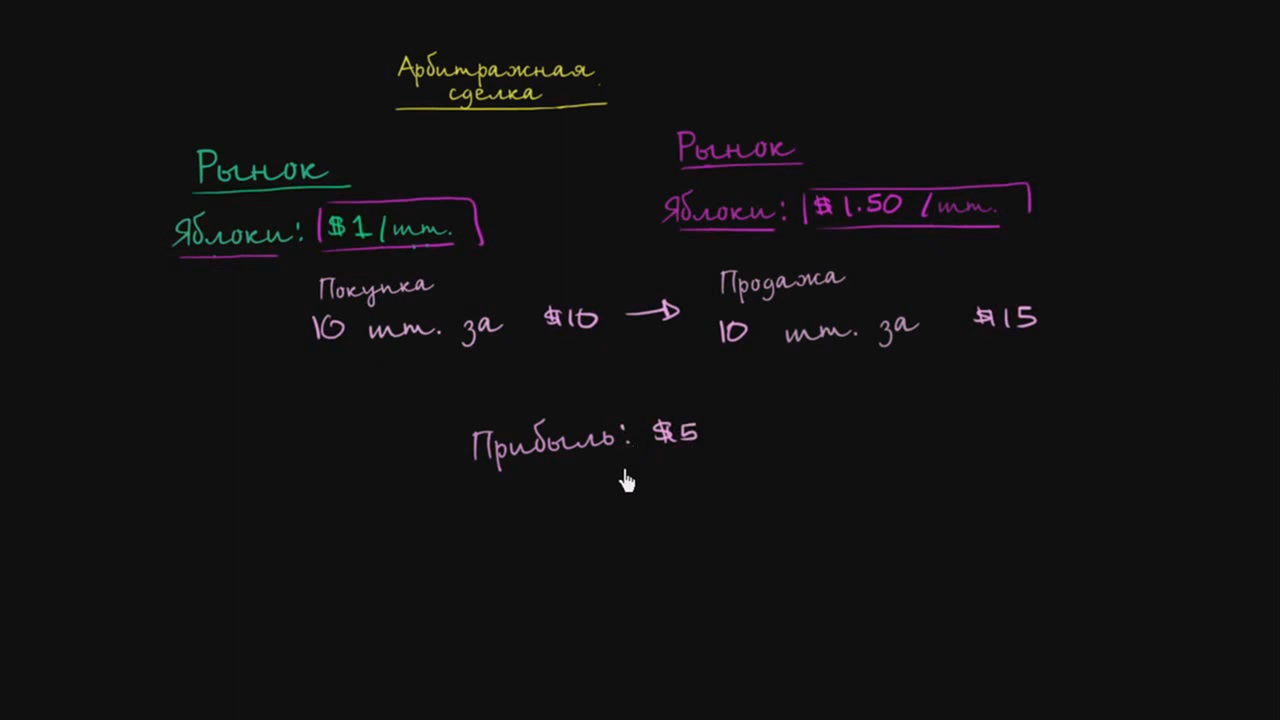 Арбитражная
сделка
Рынок
Яблоки: $1/шт.
Покупка
10 шт. за $10
Рынок
Яблоки: $1.50 /шт.
Продажа
10 шт. за $15
Прибыль: $5